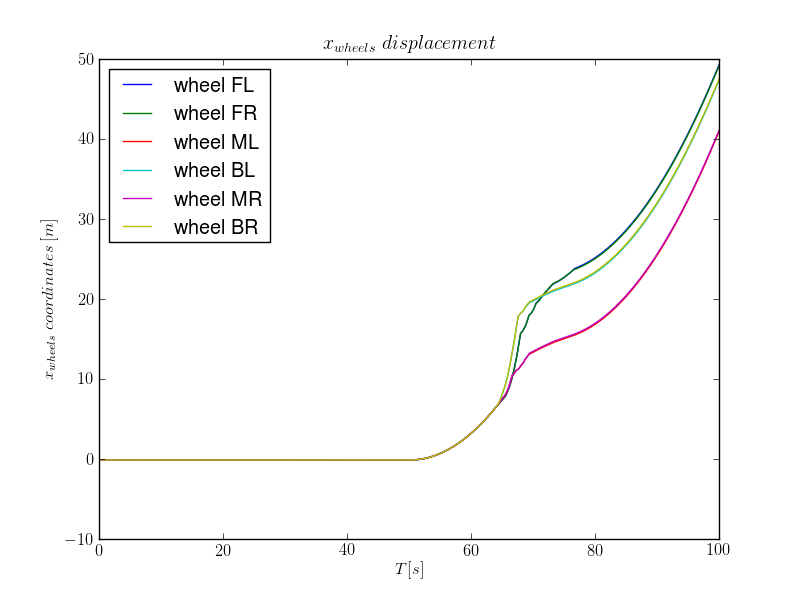 x_wheels displacement
50
40
30
20
10
0
−10
wheel FL
wheel FR
wheel ML
wheel BL
wheel MR
wheel BR
x_wheels coordinates [m]
0 20 40 60 80 100
T[s]